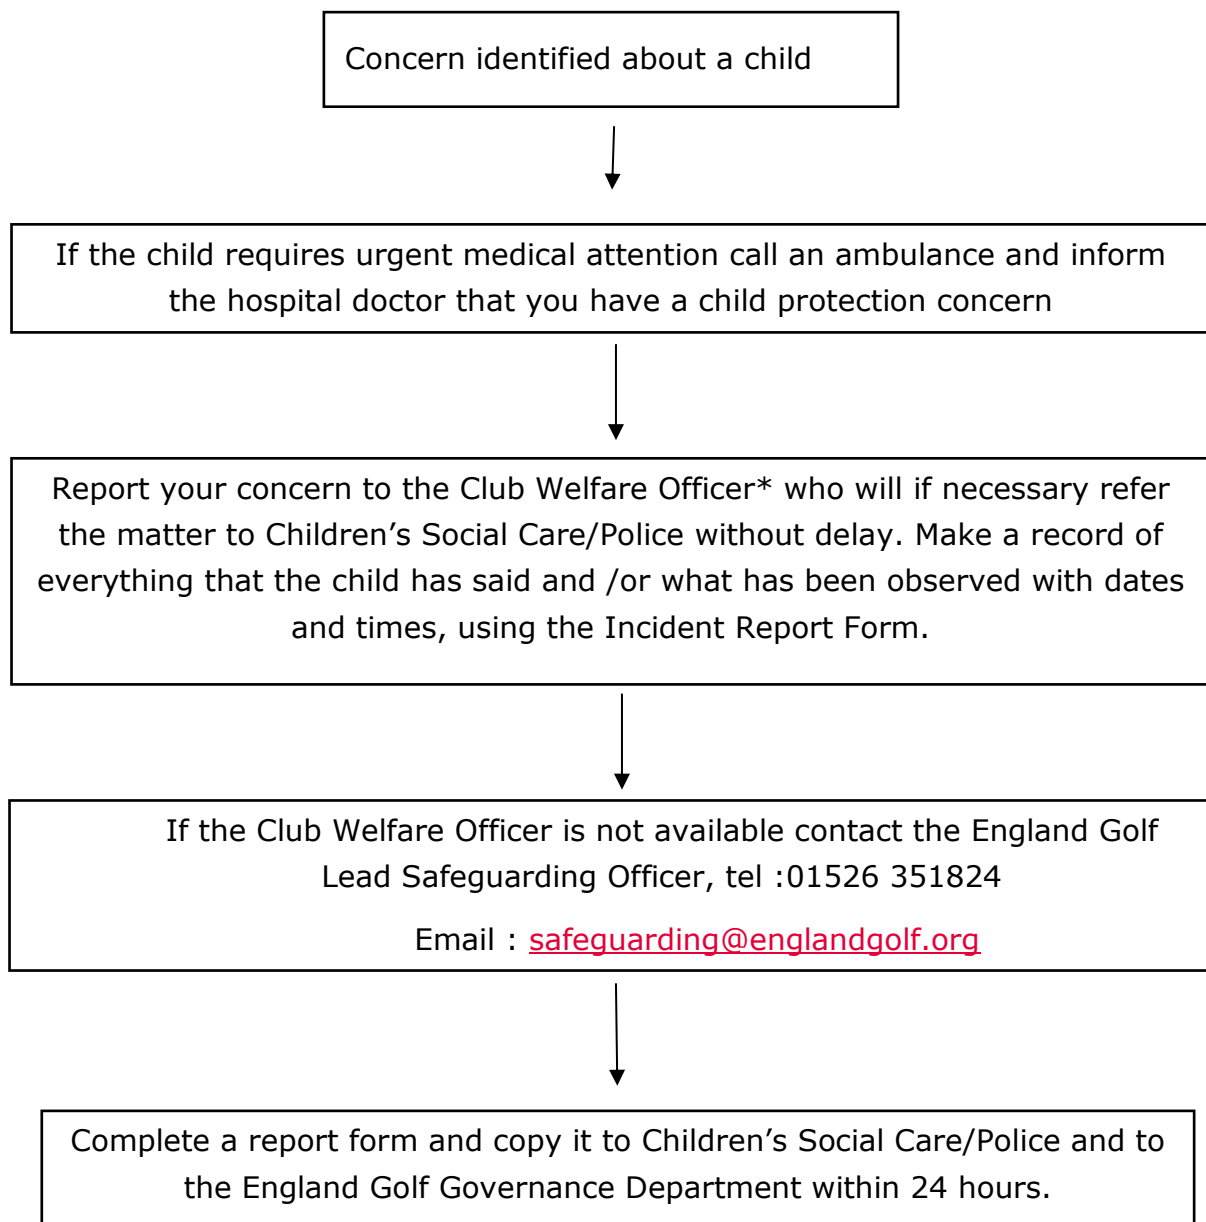 Concern identified about a child
If the child requires urgent medical attention call an ambulance and inform
the hospital doctor that you have a child protection concern
Report your concern to the Club Welfare Officer* who will if necessary refer
the matter to Children’s Social Care/Police without delay. Make a record of
everything that the child has said and /or what has been observed with dates
and times, using the Incident Report Form.
If the Club Welfare Officer is not available contact the England Golf
Lead Safeguarding Officer, tel :01526 351824
Email : safeguarding@englandgolf.org
Complete a report form and copy it to Children’s Social Care/Police and to
the England Golf Governance Department within 24 hours.